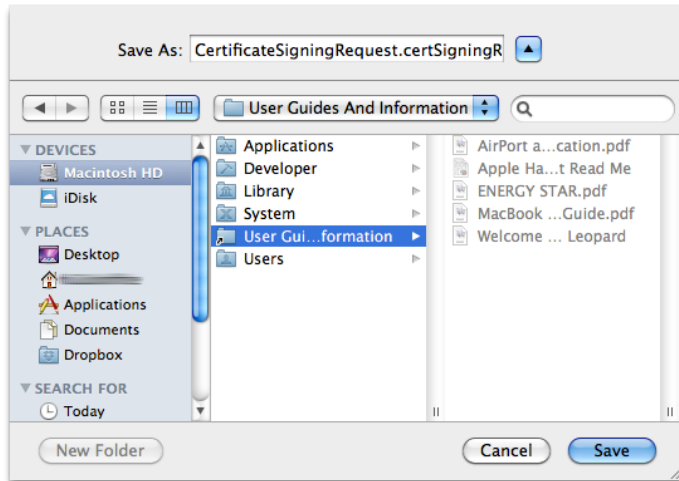 Save As: CertificateSigningRequest.certSigningR
User Guides And Information
DEVICES
Macintosh HD
iDisk
PLACES
Desktop
Applications
Documents
Dropbox
SEARCH FOR
Today
Applications
Developer
Library
System
User Gui...formation
Users
AirPort a...cation.pdf
Apple Ha...t Read Me
ENERGY STAR.pdf
MacBook ...Guide.pdf
Welcome ... Leopard
New Folder
Cancel
Save